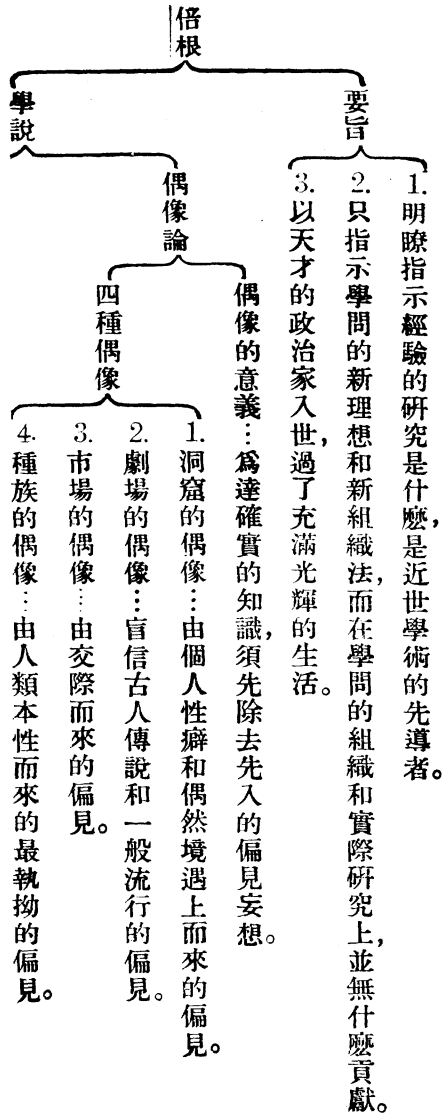 倍根
要旨
1. 明瞭指示經驗的硏究是什麽，是近世學術的先導者。
2. 只指示學問的新理想和新組織法，而在學問的組織和實際硏究上，並無什麽貢獻。
3. 以天才的政治家入世，過了充滿光輝的生活。
學說
偶像論
偶像的意義…爲達確實的知識，須先除去先入的偏見妄想。
四種偶像
1. 洞窟的偶像…由個人性癖和偶然境遇上而來的偏見。
2. 劇場的偶像…盲信古人傳說和一般流行的偏見。
3. 市場的偶像…由交際而來的偏見。
4. 種族的偶像…由人類本性而來的最執拗的偏見。